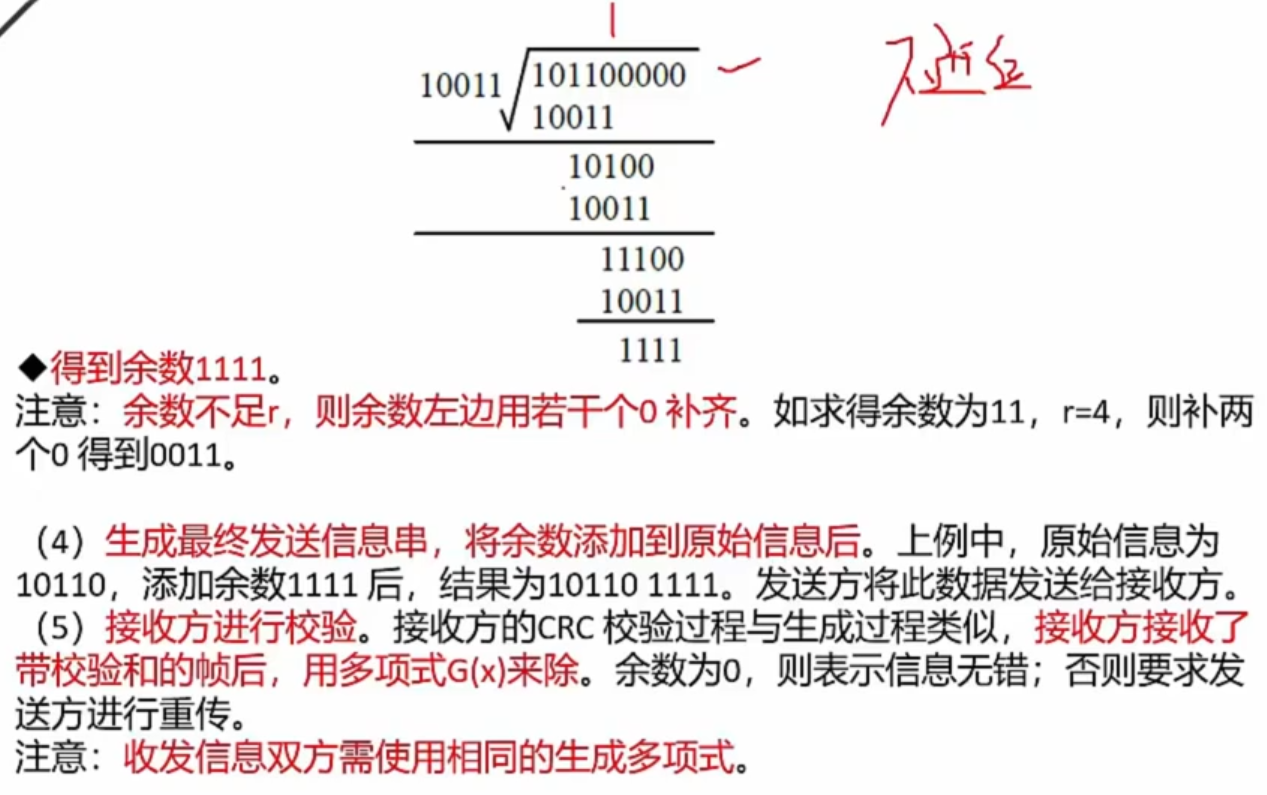 1
10011 101100000
10011
10100
10011
11100
10011
1111
不进位
◆得到余数1111。
注意：余数不足r，则余数左边用若干个0 补齐。如求得余数为11，r=4，则补两
个0 得到0011。
（4）生成最终发送信息串，将余数添加到原始信息后。上例中，原始信息为
10110，添加余数1111 后，结果为10110 1111。发送方将此数据发送给接收方。
（5）接收方进行校验。接收方的CRC 校验过程与生成过程类似，接收方接收了
带校验和的帧后，用多项式G(x)来除。余数为0，则表示信息无错；否则要求发
送方进行重传。
注意：收发信息双方需使用相同的生成多项式。